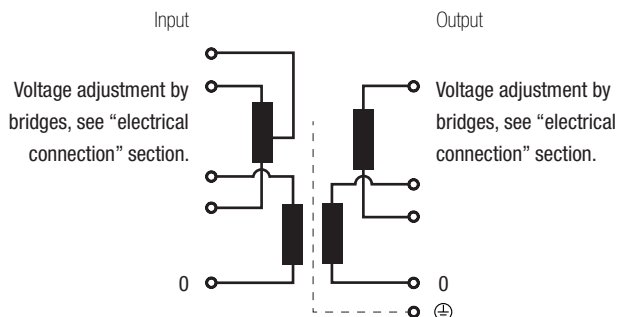 Input
Output
Voltage adjustment by
bridges, see “electrical
connection” section.
Voltage adjustment by
bridges, see “electrical
connection” section.
0
0